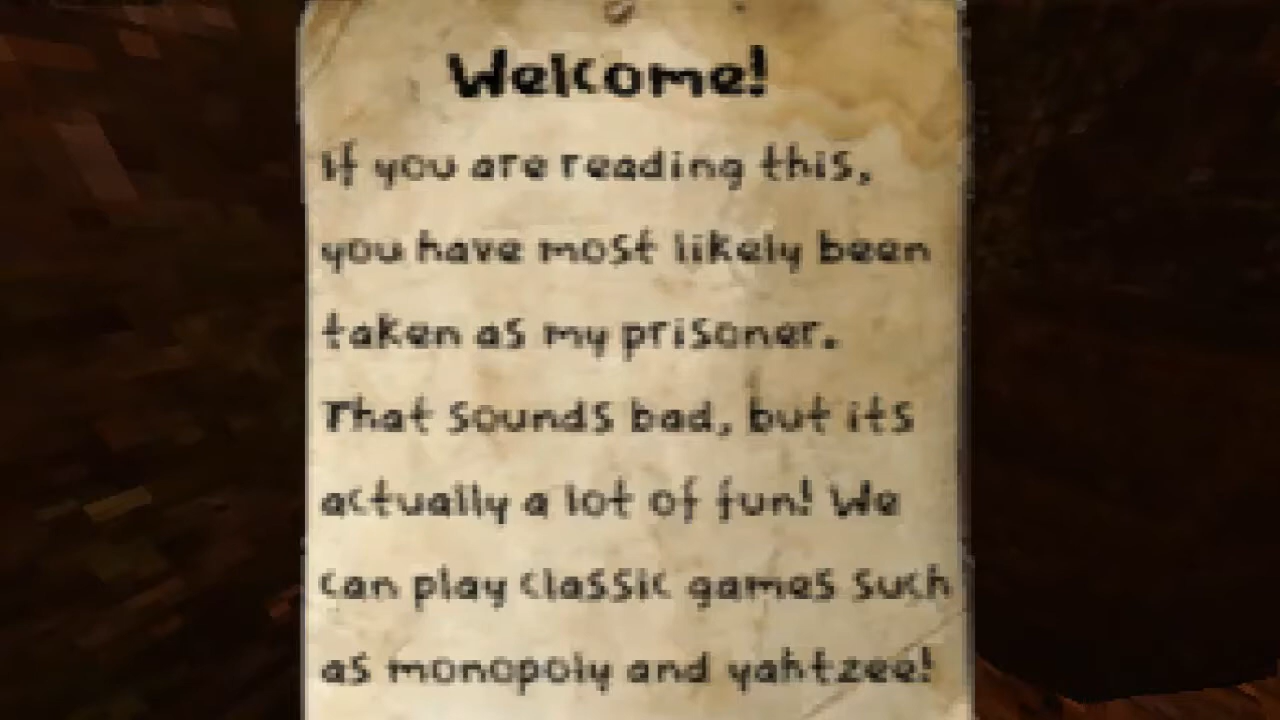 Welcome!
If you are reading this,
you have most likely been
taken as my prisoner.
That sounds bad, but its
actually a lot of fun! We
can play classic games such
as monopoly and yahtzee!